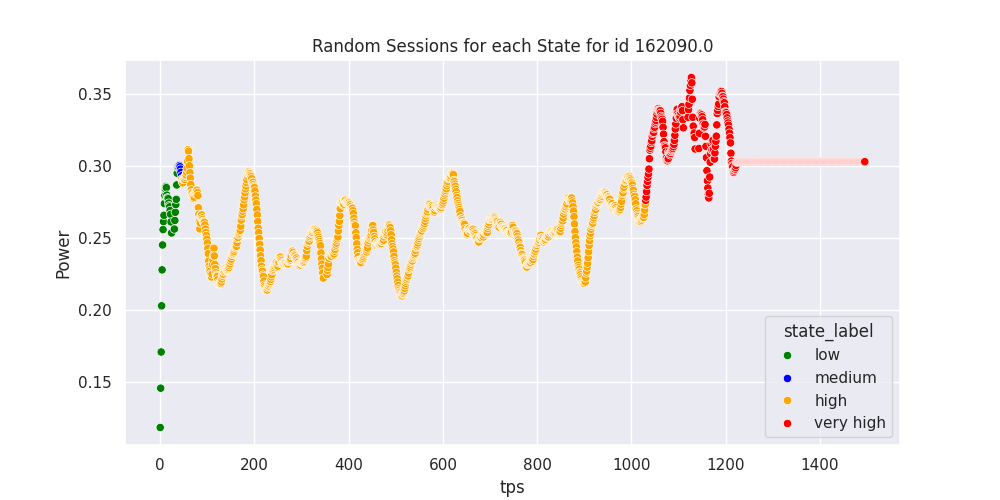 Random Sessions for each State for id 162090.0
Power
0.35
0.30
0.25
0.20
0.15
state_label
low
medium
high
very high
0 200 400 600 800 1000 1200 1400
tps